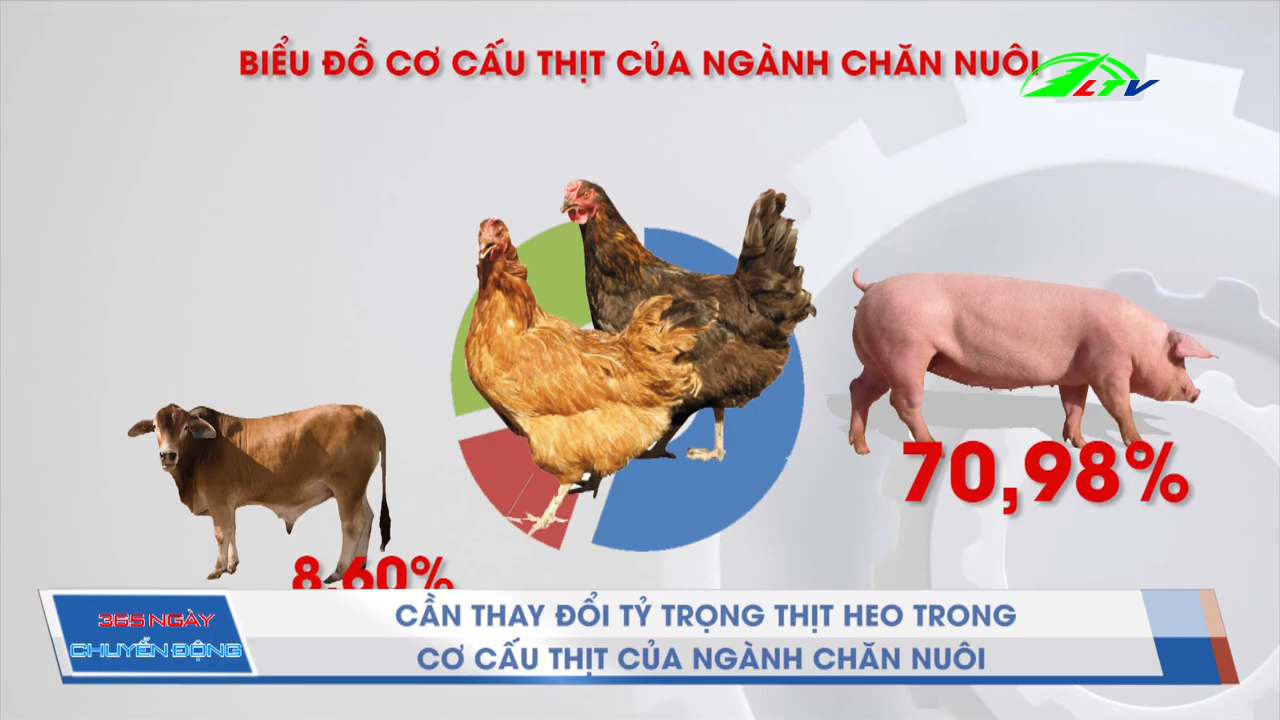 BIỂU ĐỒ CƠ CẤU THỊT CỦA NGÀNH CHĂN NUÔI
LTV
70,98%
8,60%
365 NGÀY
CHUYỂN ĐỘNG
CẦN THAY ĐỔI TỶ TRỌNG THỊT HEO TRONG
CƠ CẤU THỊT CỦA NGÀNH CHĂN NUÔI